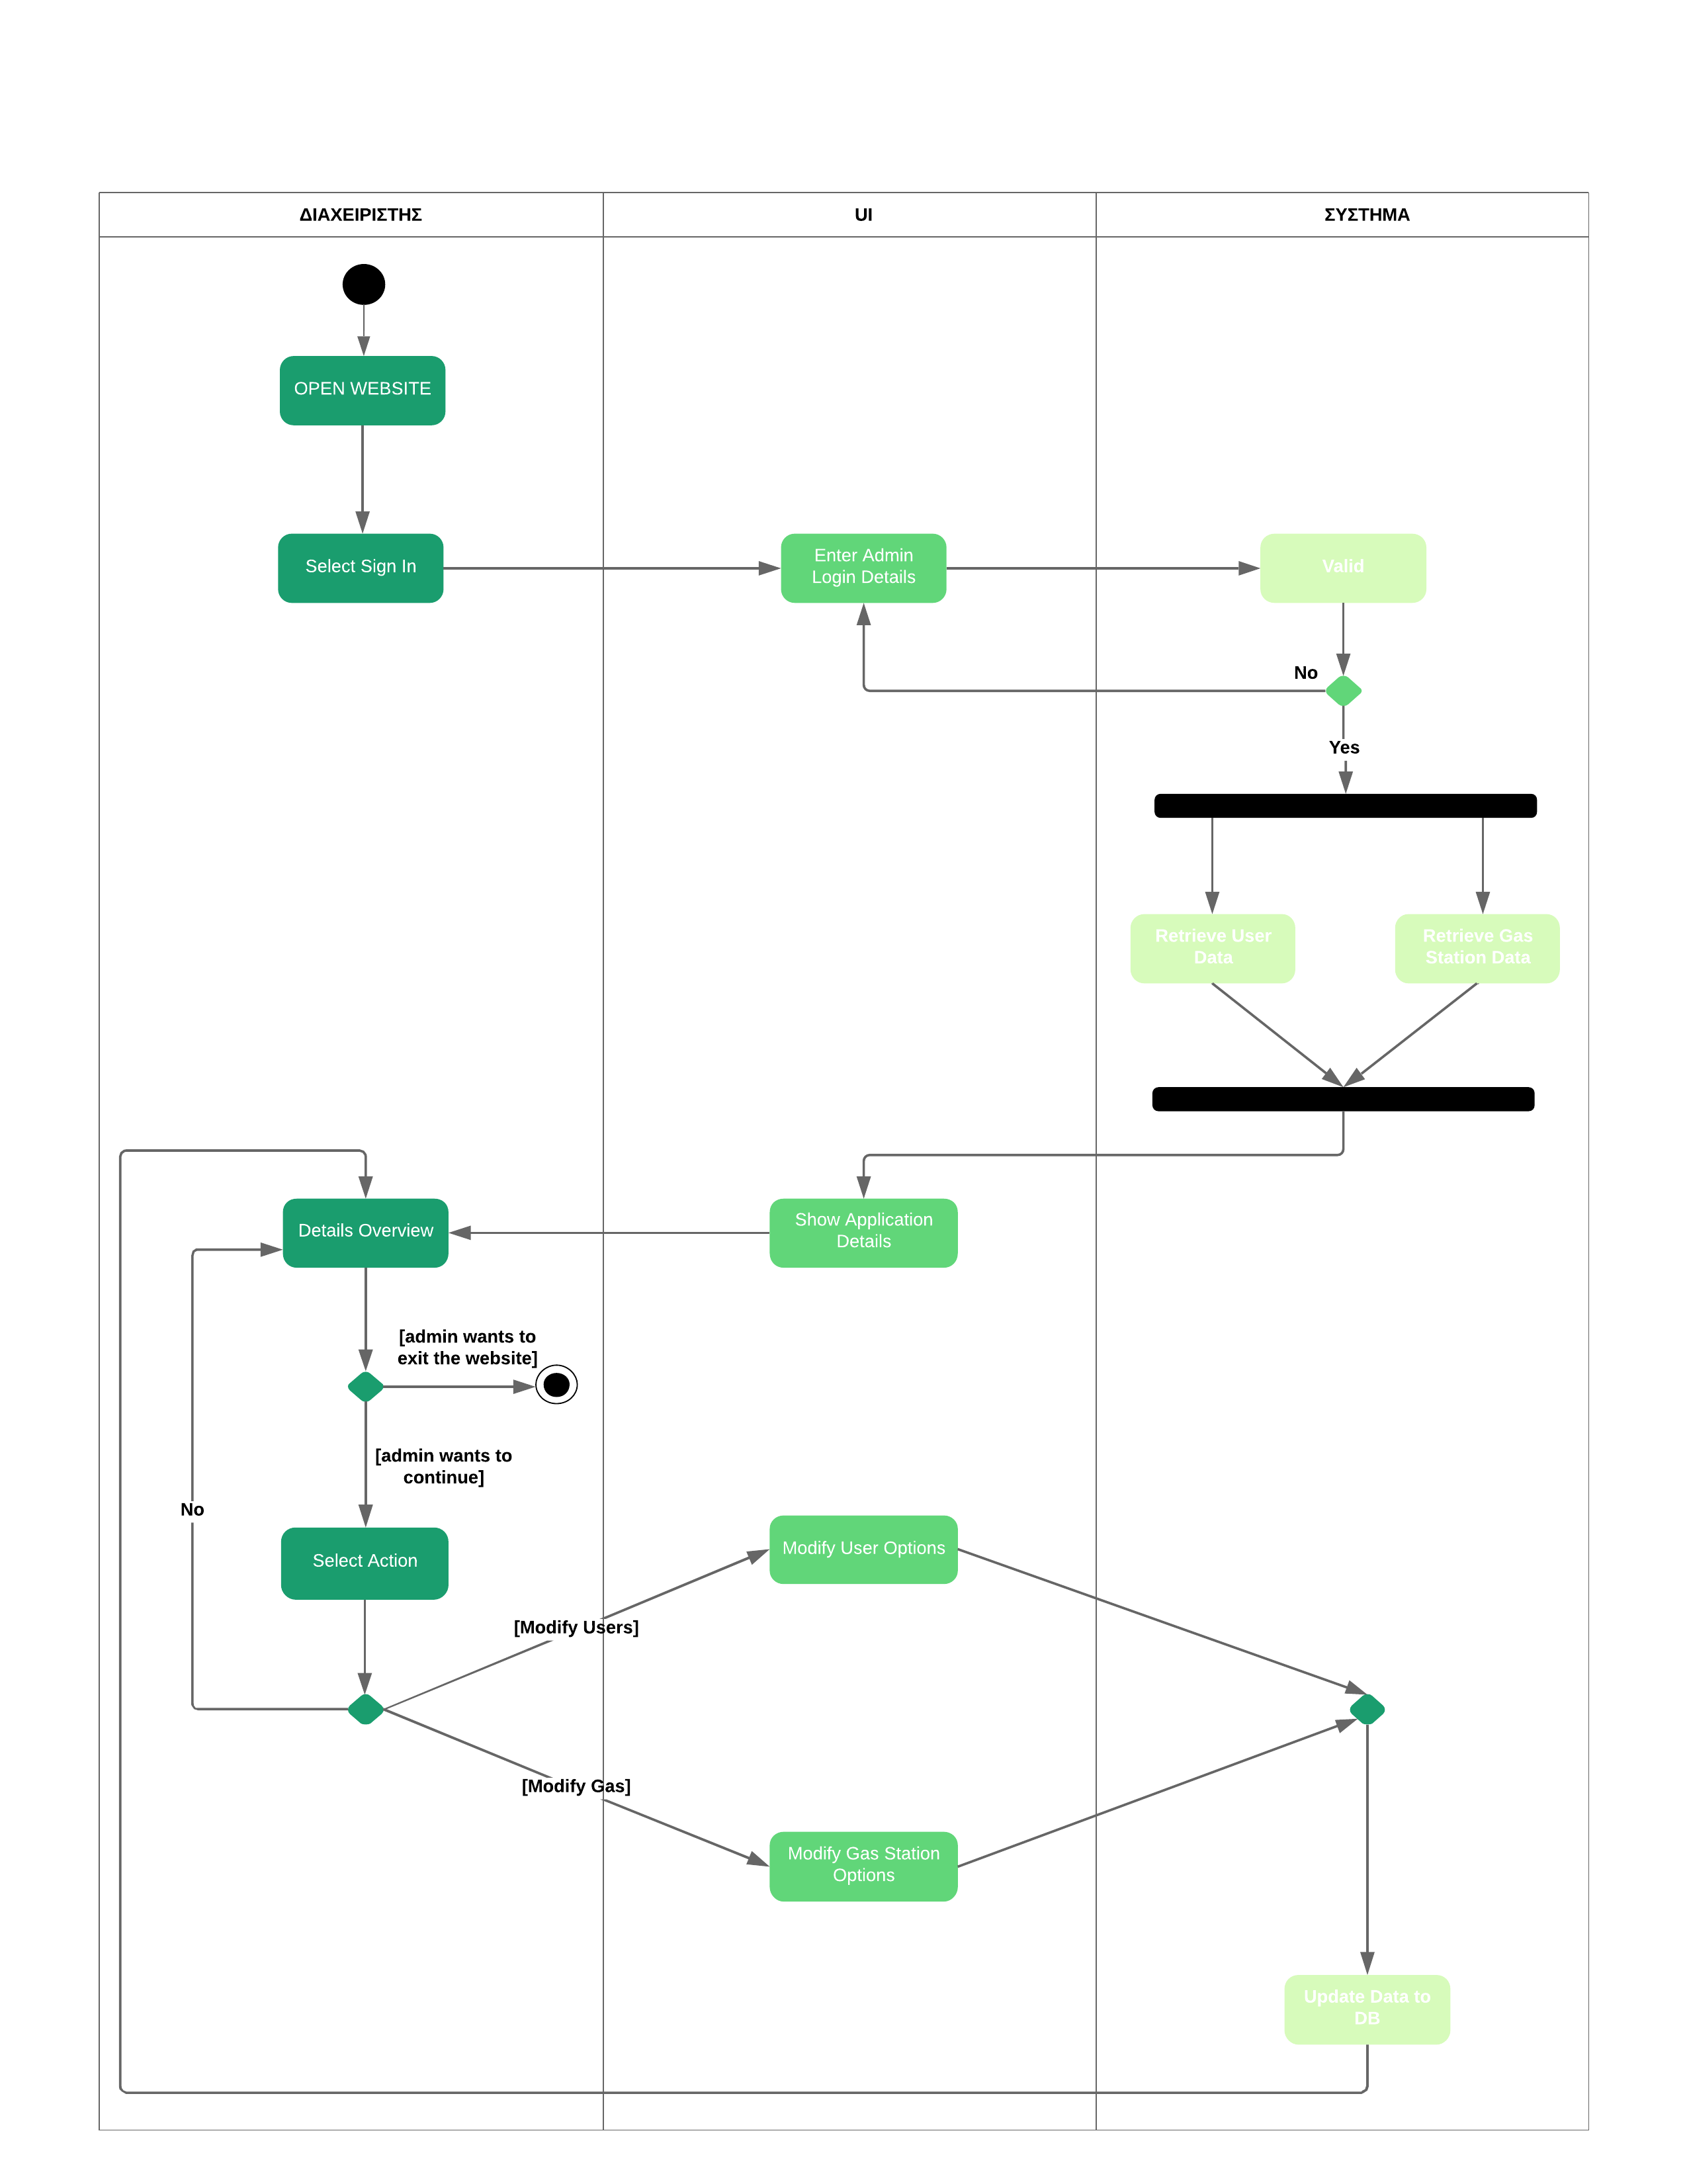 ΔΙΑΧΕΙΡΙΣΤΗΣ
UI
ΣΥΣΤΗΜΑ
OPEN WEBSITE
Select Sign In
Enter Admin
Login Details
Valid
No
Yes
Retrieve User
Data
Retrieve Gas
Station Data
Details Overview
Show Application
Details
[admin wants to
exit the website]
[admin wants to
continue]
No
Select Action
Modify User Options
[Modify Users]
[Modify Gas]
Modify Gas Station
Options
Update Data to
DB